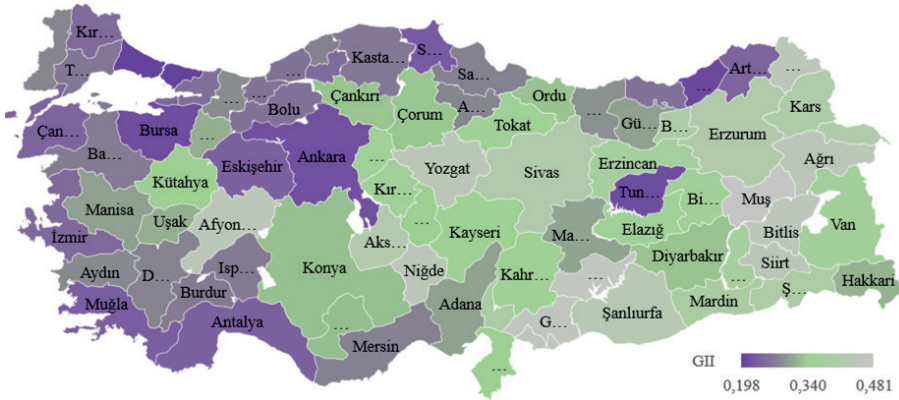 Kır…
T…
Kasta…
S…
Sa…
Art…
…
…
…
…
…
Çan…
Bursa
…
Bolu
Çankırı
Çorum
A…
Ordu
Tokat
…
Gü…
B…
Kars
Ba…
Eskişehir
Ankara
…
Yozgat
Sivas
Erzincan
Erzurum
Ağrı
Kütahya
Kır…
Tun…
Bi…
Muş
Manisa
Uşak
Afyon…
…
Kayseri
Ma…
Elazığ
Bitlis
Van
İzmir
Aks…
Diyarbakır
Siirt
Aydın
D…
Isp…
Konya
Niğde
Kahr…
…
…
Hakkari
Burdur
Adana
Mardin
Ş…
Muğla
Antalya
…
G…
Şanlıurfa
Mersin
…
GII
0,198 0,340 0,481